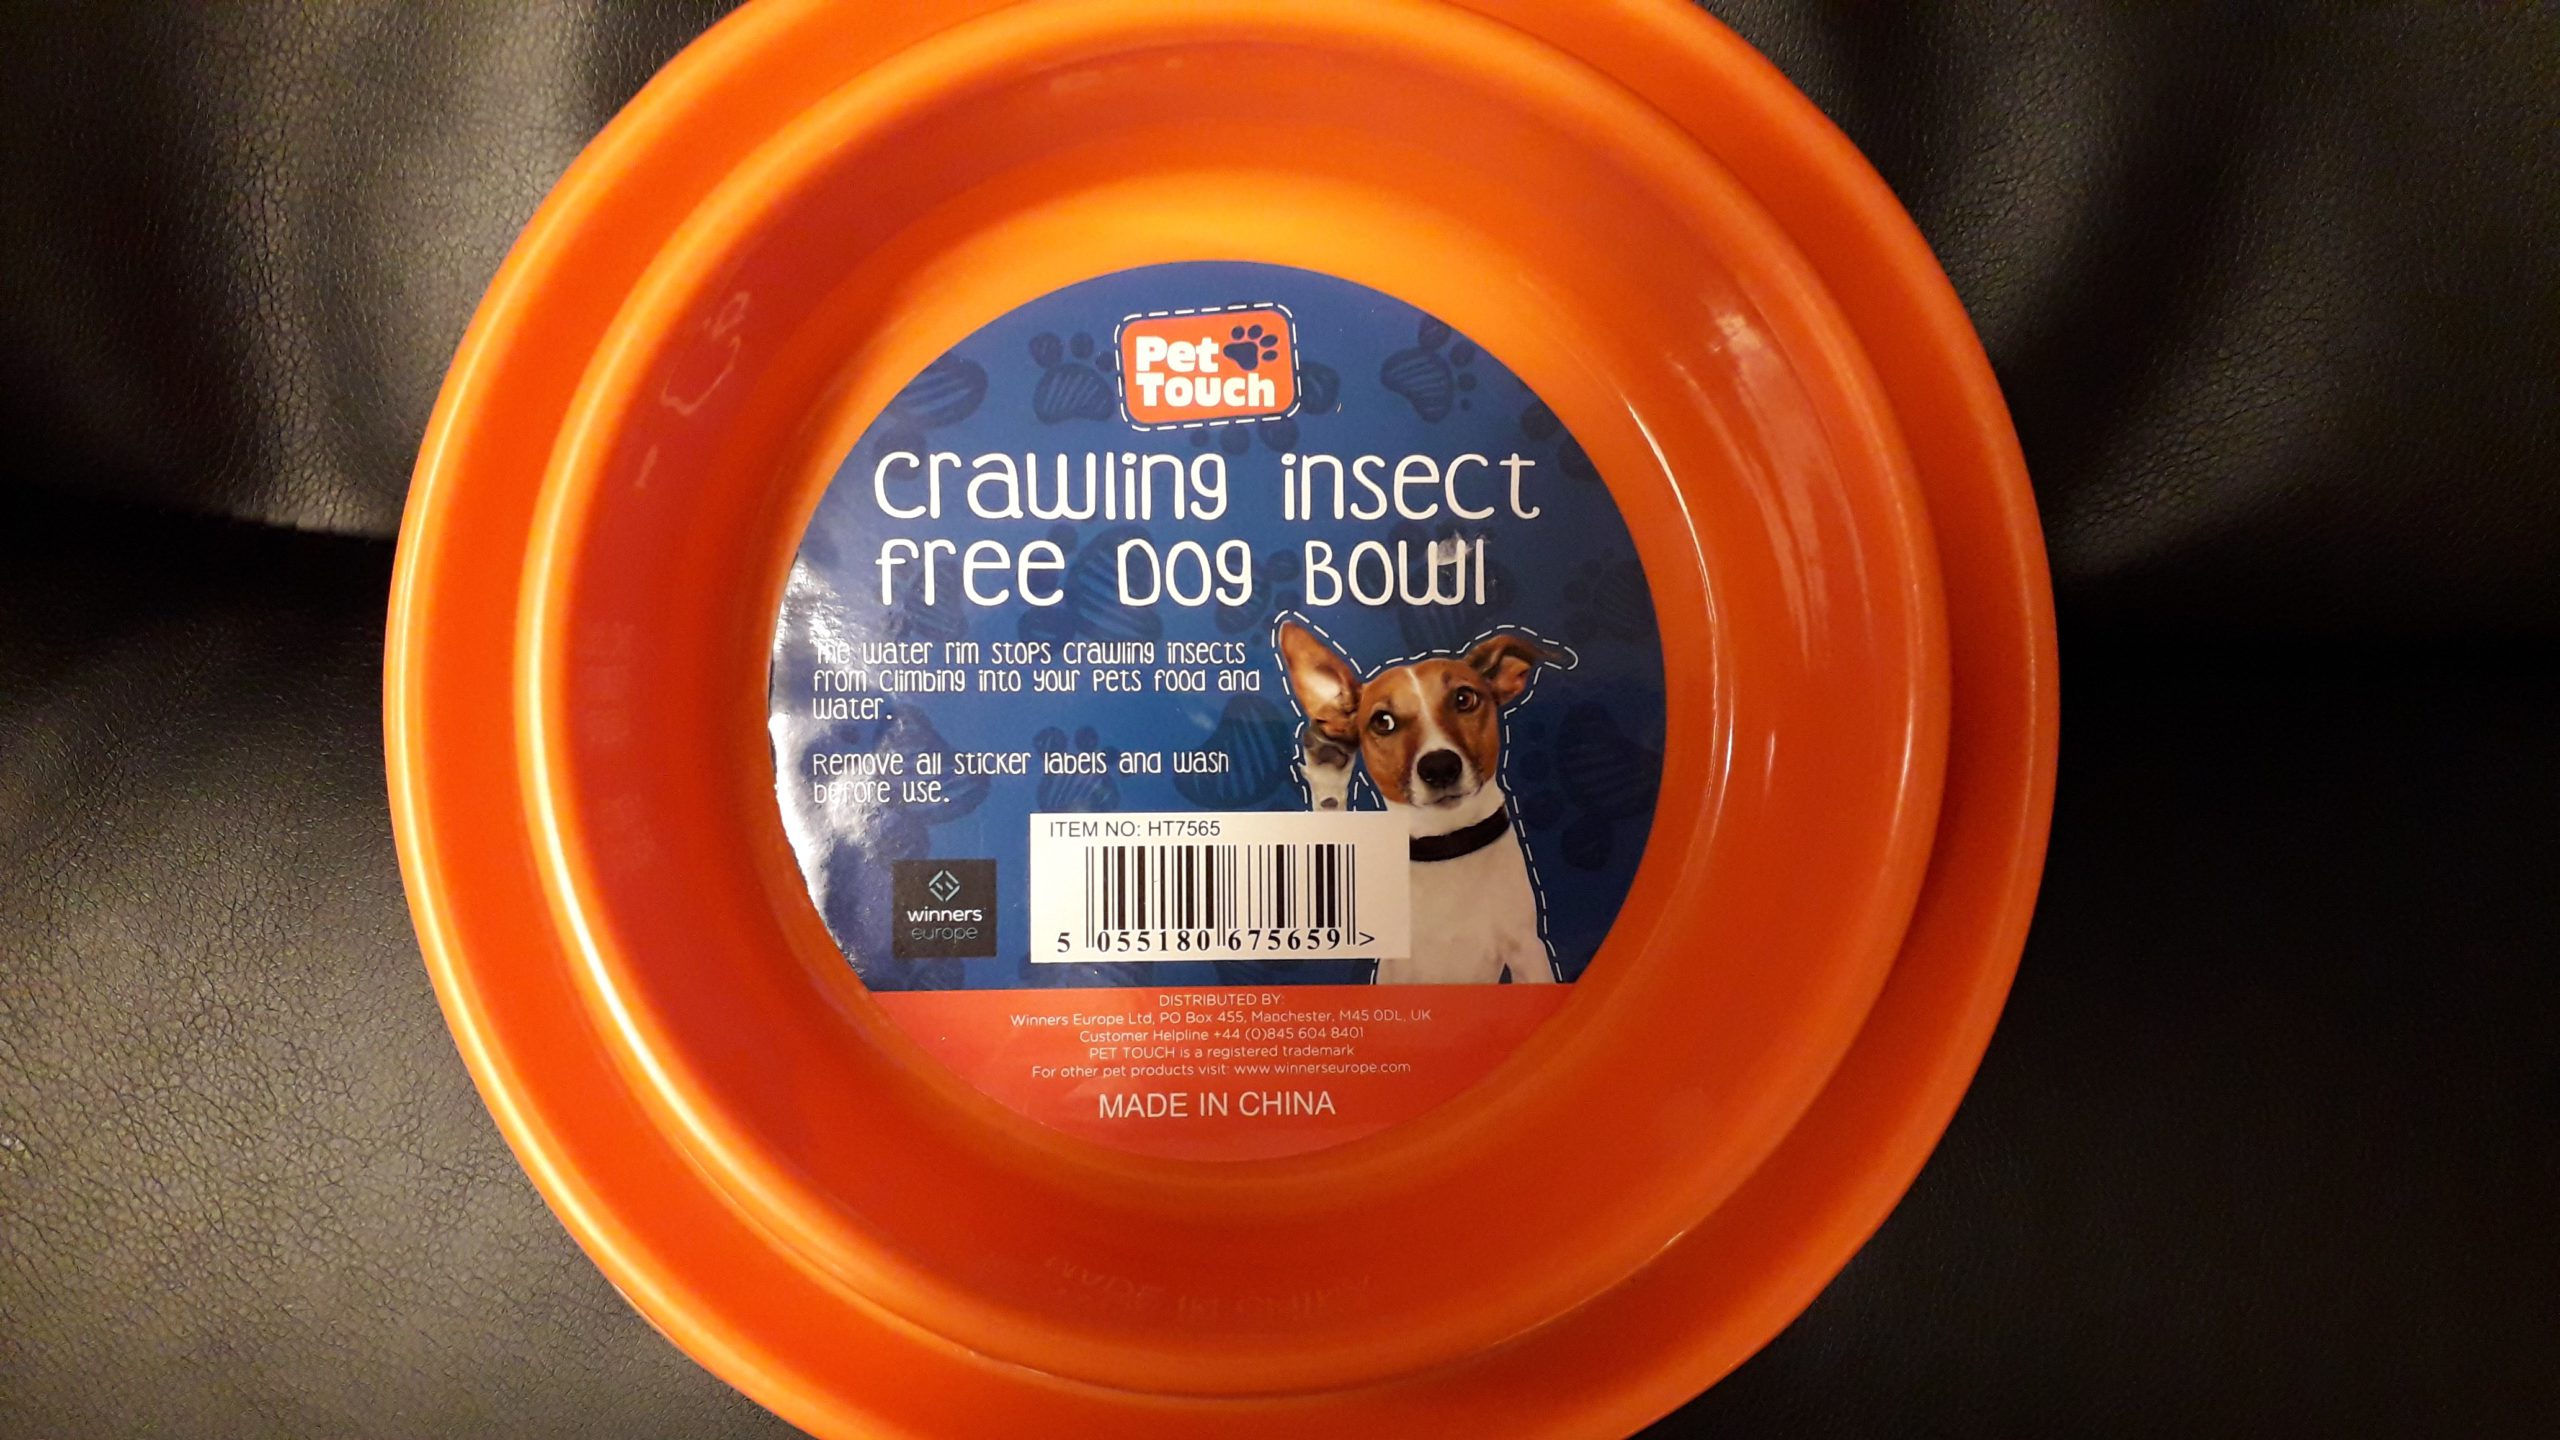 Pet
Touch
crawling insect
free Dog Bowl
The water rim stops crawling insects
from climbing into your pets food and
water.
Remove all sticker labels and wash
before use.
ITEM NO: HT7565
5 055180 675659 >
winners
europe
DISTRIBUTED BY:
Winners Europe Ltd, PO Box 455, Manchester, M45 0DL, UK
Customer Helpline +44 (0)845 604 8401
PET TOUCH is a registered trademark
For other pet products visit: www.winnerseurope.com
MADE IN CHINA